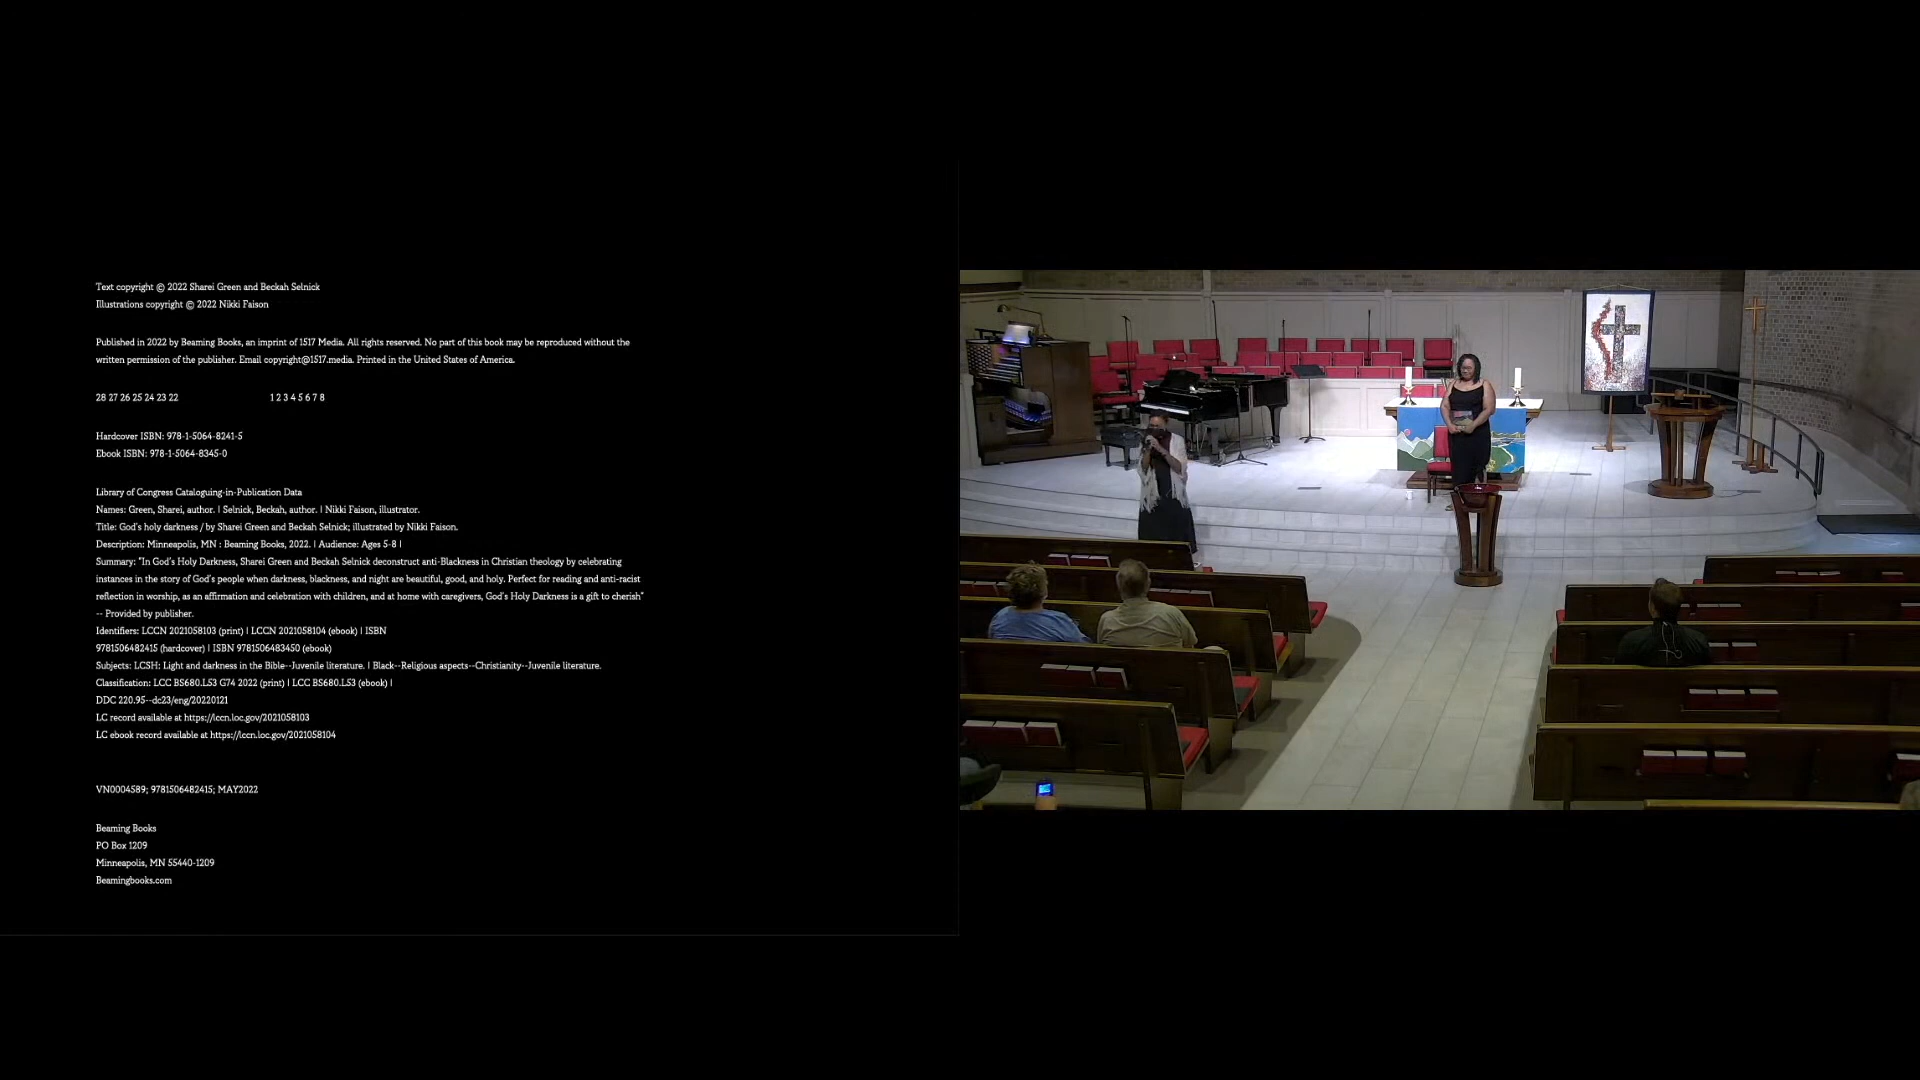 Text copyright © 2022 Sharei Green and Beckah Selnick
Illustrations copyright © 2022 Nikki Faison
Published in 2022 by Beaming Books, an imprint of 1517 Media. All rights reserved. No part of this book may be reproduced without the
written permission of the publisher. Email copyright@1517.media. Printed in the United States of America.
28 27 26 25 24 23 22 1 2 3 4 5 6 7 8
Hardcover ISBN: 978-1-5064-8241-5
Ebook ISBN: 978-1-5064-8345-0
Library of Congress Cataloguing-in-Publication Data
Names: Green, Sharei, author. | Selnick, Beckah, author. | Nikki Faison, illustrator.
Title: God's holy darkness / by Sharei Green and Beckah Selnick; illustrated by Nikki Faison.
Description: Minneapolis, MN : Beaming Books, 2022. | Audience: Ages 5-8 |
Summary: "In God's Holy Darkness, Sharei Green and Beckah Selnick deconstruct anti-Blackness in Christian theology by celebrating
instances in the story of God's people when darkness, blackness, and night are beautiful, good, and holy. Perfect for reading and anti-racist
reflection in worship, as an affirmation and celebration with children, and at home with caregivers, God's Holy Darkness is a gift to cherish"
-- Provided by publisher.
Identifiers: LCCN 2021058103 (print) | LCCN 2021058104 (ebook) | ISBN
9781506482415 (hardcover) | ISBN 9781506483450 (ebook)
Subjects: LCSH: Light and darkness in the Bible--Juvenile literature. | Black--Religious aspects--Christianity--Juvenile literature.
Classification: LCC BS680.L53 G74 2022 (print) | LCC BS680.L53 (ebook) |
DDC 220.95--dc23/eng/20220121
LC record available at https://lccn.loc.gov/2021058103
LC ebook record available at https://lccn.loc.gov/2021058104
VN0004589; 9781506482415; MAY2022
Beaming Books
PO Box 1209
Minneapolis, MN 55440-1209
Beamingbooks.com